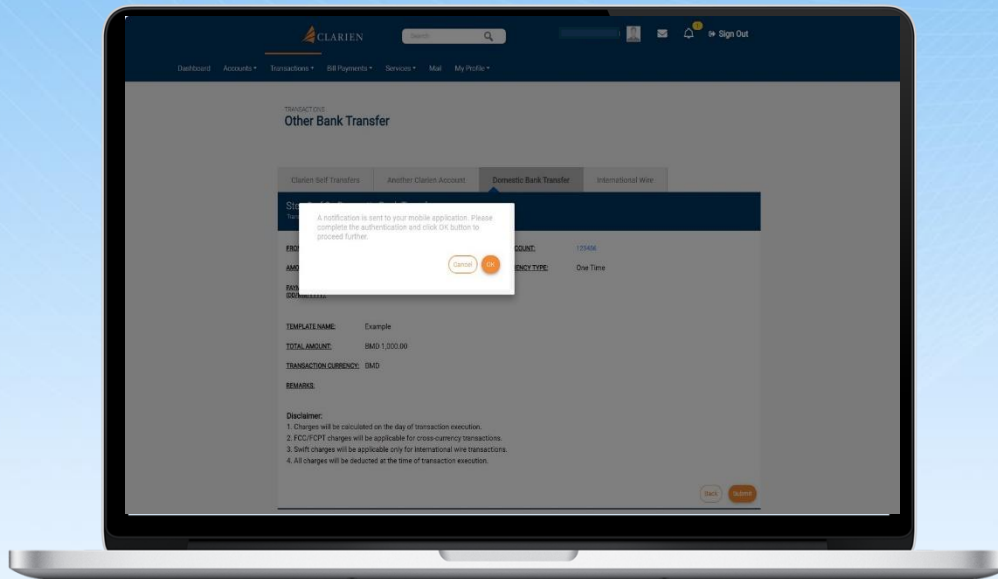 CLARIEN
Search
1
Sign Out
Dashboard Accounts Transactions Bill Payments Services Mail My Profile
TRANSACTIONS
Other Bank Transfer
Clarien Self Transfers Another Clarien Account Domestic Bank Transfer International Wire
A notification is sent to your mobile application. Please
complete the authentication and click OK button to
proceed further.
Cancel OK
123456
One Time
TEMPLATE NAME: Example
TOTAL AMOUNT: BMD 1,000.00
TRANSACTION CURRENCY: BMD
REMARKS:
Disclaimer:
1. Charges will be calculated on the day of transaction execution.
2. FCC/FCPT charges will be applicable for cross-currency transactions.
3. Swift charges will be applicable only for international wire transactions.
4. All charges will be deducted at the time of transaction execution.
Back Submit